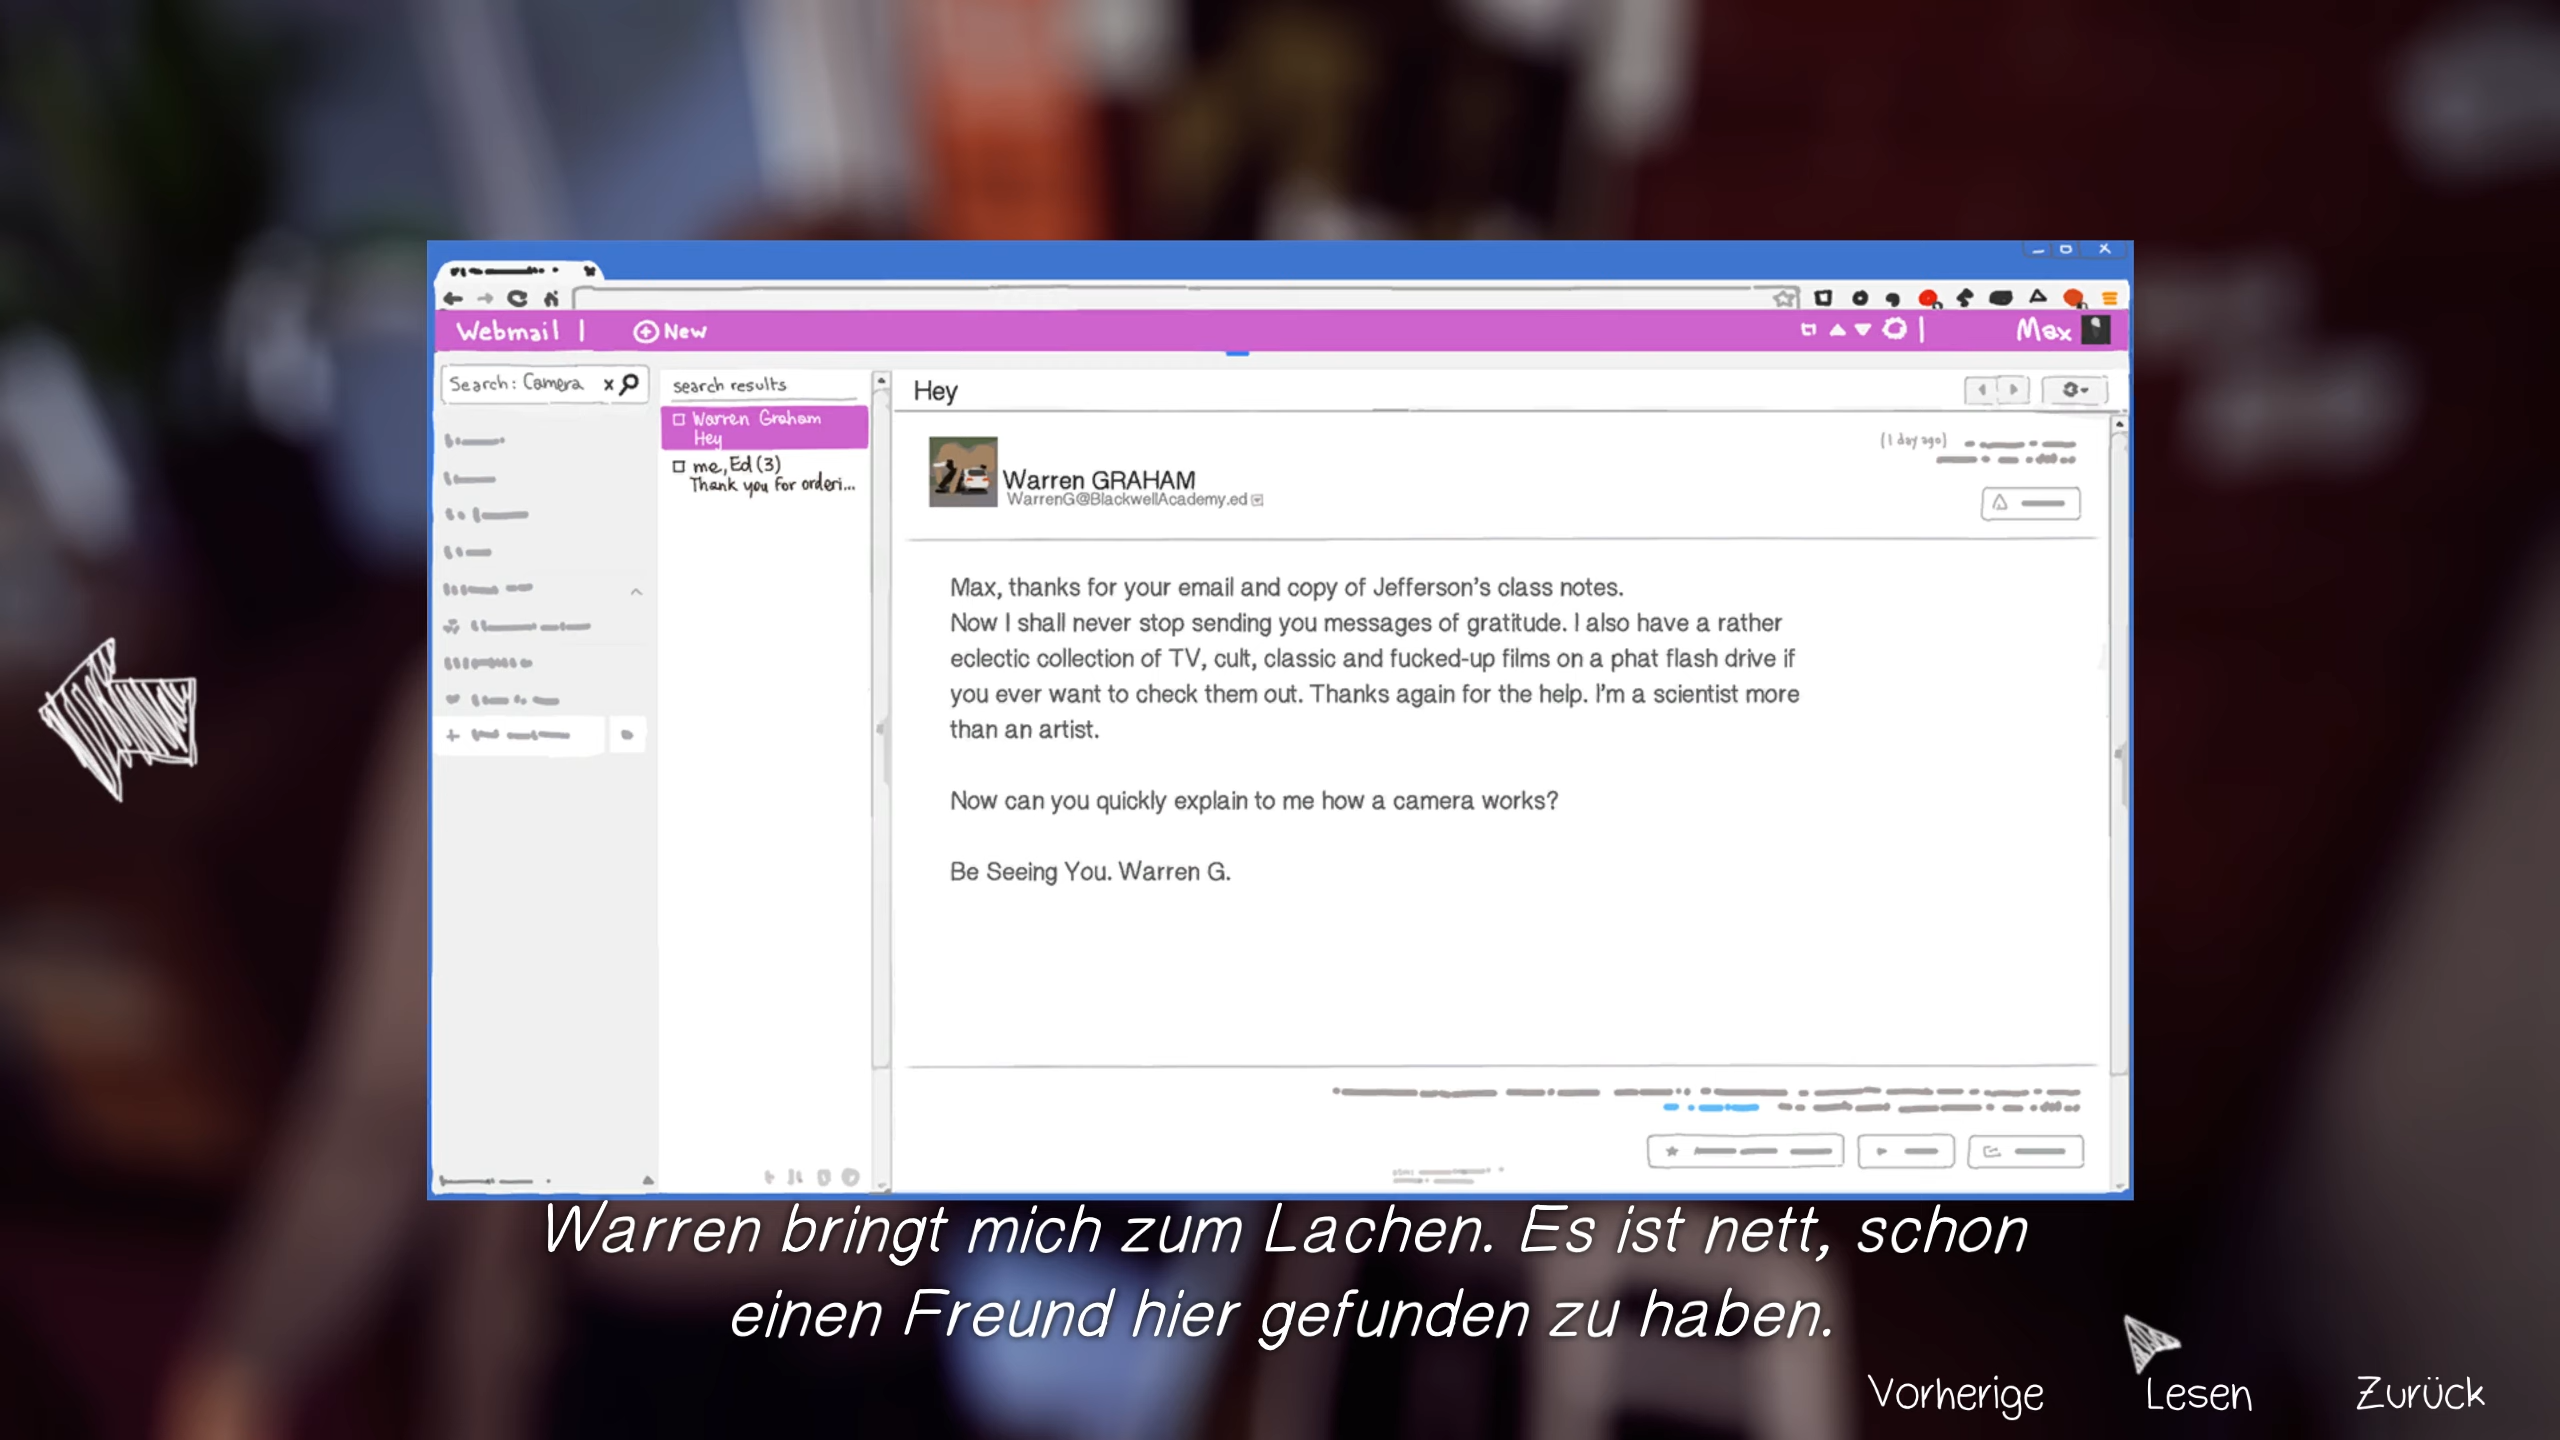 Webmail |
New
Max
Search: Camera x
search results
Warren Graham
Hey
me, Ed (3)
Thank you for orderi...
Hey
(1 day ago)
Warren GRAHAM
WarrenG@BlackwellAcademy.ed
Max, thanks for your email and copy of Jefferson's class notes.
Now I shall never stop sending you messages of gratitude. I also have a rather
eclectic collection of TV, cult, classic and fucked-up films on a phat flash drive if
you ever want to check them out. Thanks again for the help. I'm a scientist more
than an artist.
Now can you quickly explain to me how a camera works?
Be Seeing You. Warren G.
Warren bringt mich zum Lachen. Es ist nett, schon
einen Freund hier gefunden zu haben.
Vorherige
Lesen
Zurück